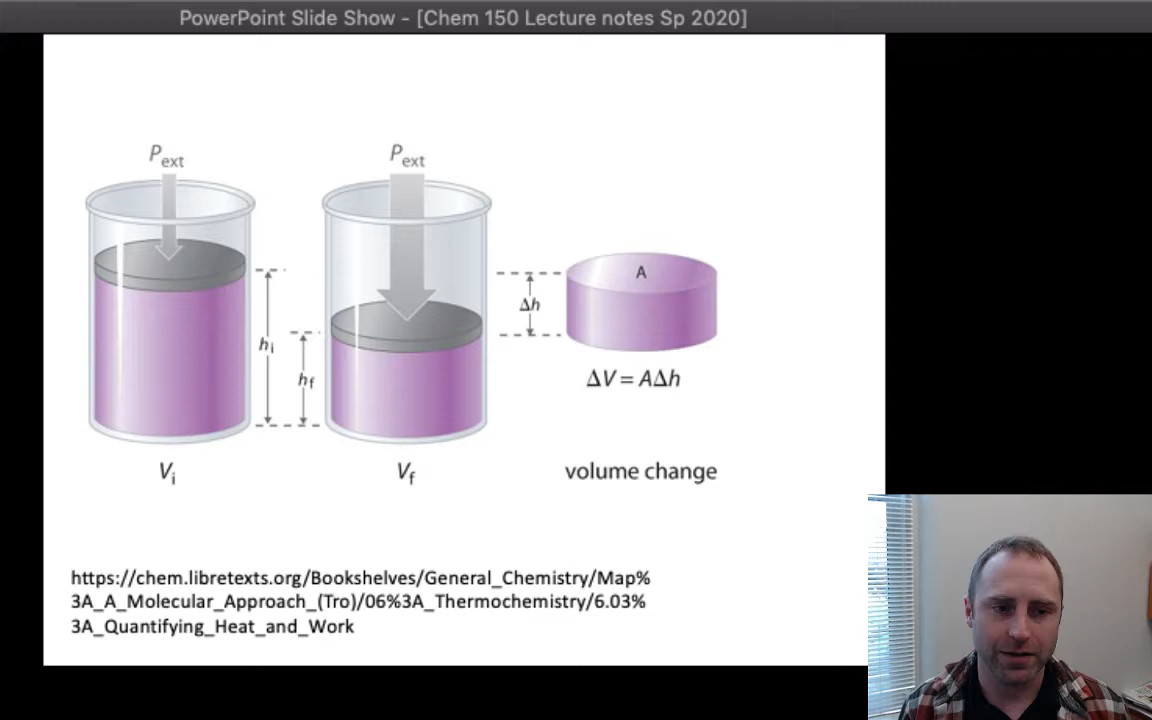 PowerPoint Slide Show - [Chem 150 Lecture notes Sp 2020]
Pext
Pext
hi
hf
Δh
A
ΔV = AΔh
Vi
Vf
volume change
https://chem.libretexts.org/Bookshelves/General_Chemistry/Map%
3A_A_Molecular_Approach_(Tro)/06%3A_Thermochemistry/6.03%
3A_Quantifying_Heat_and_Work